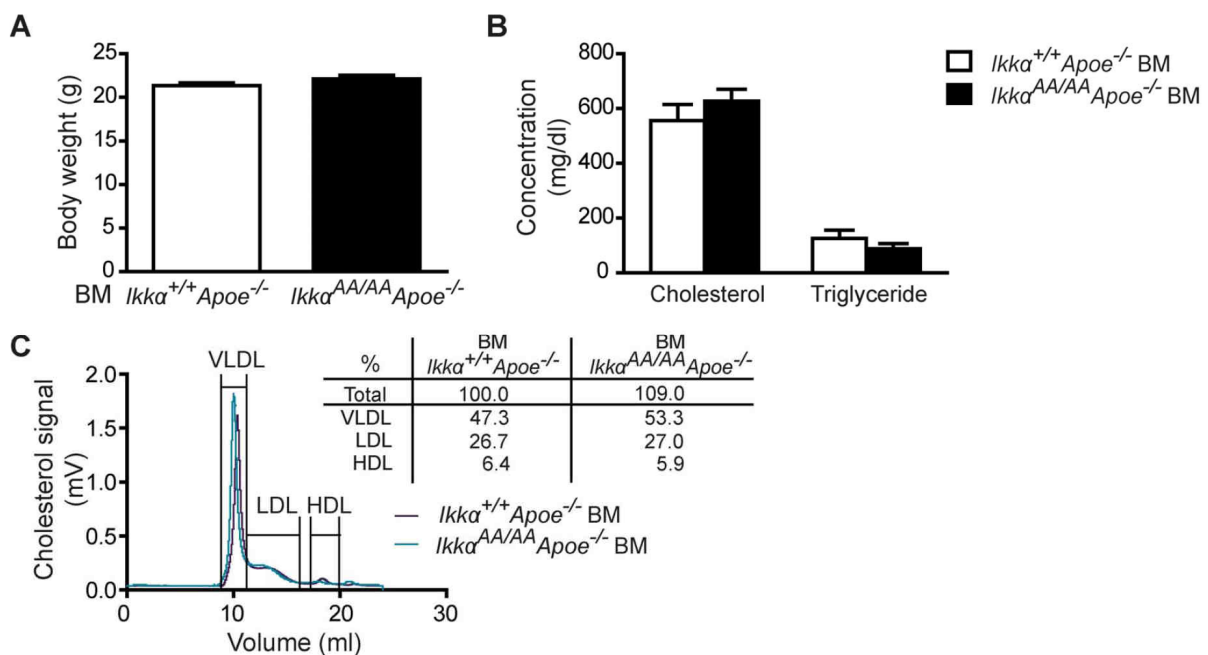 A
Body weight (g)
25
20
15
10
5
0
BM Ikkα+/+Apoe-/- IkkαAA/AAApoe-/-
B
Concentration
(mg/dl)
800
600
400
200
0
Cholesterol Triglyceride
Ikkα+/+Apoe-/- BM
IkkαAA/AAApoe-/- BM
C
Cholesterol signal
(mV)
2.0
1.5
1.0
0.5
0.0
0 10 20 30
Volume (ml)
VLDL
LDL HDL
BM BM
% Ikkα+/+Apoe-/- IkkαAA/AAApoe-/-
Total 100.0 109.0
VLDL 47.3 53.3
LDL 26.7 27.0
HDL 6.4 5.9
Ikkα+/+Apoe-/- BM
IkkαAA/AAApoe-/- BM